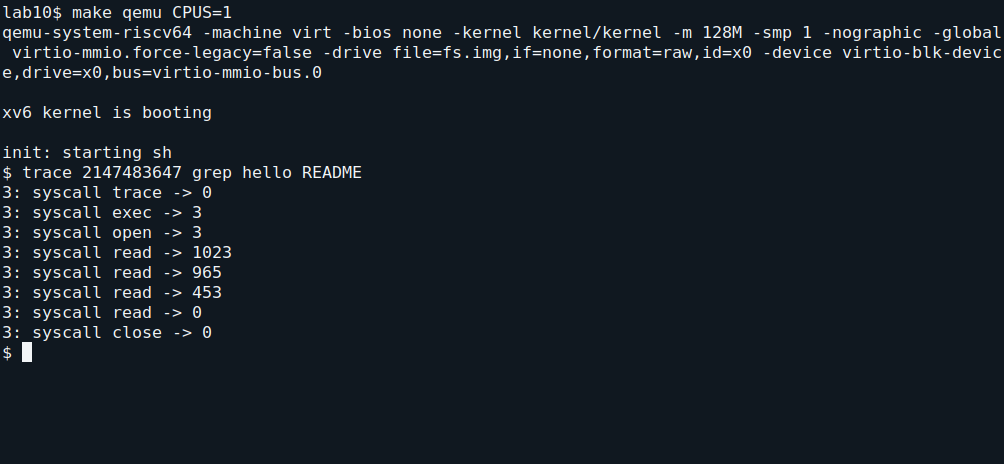 lab10$ make qemu CPUS=1
qemu-system-riscv64 -machine virt -bios none -kernel kernel/kernel -m 128M -smp 1 -nographic -global
 virtio-mmio.force-legacy=false -drive file=fs.img,if=none,format=raw,id=x0 -device virtio-blk-devic
e,drive=x0,bus=virtio-mmio-bus.0
xv6 kernel is booting
init: starting sh
$ trace 2147483647 grep hello README
3: syscall trace -> 0
3: syscall exec -> 3
3: syscall open -> 3
3: syscall read -> 1023
3: syscall read -> 965
3: syscall read -> 453
3: syscall read -> 0
3: syscall close -> 0
$